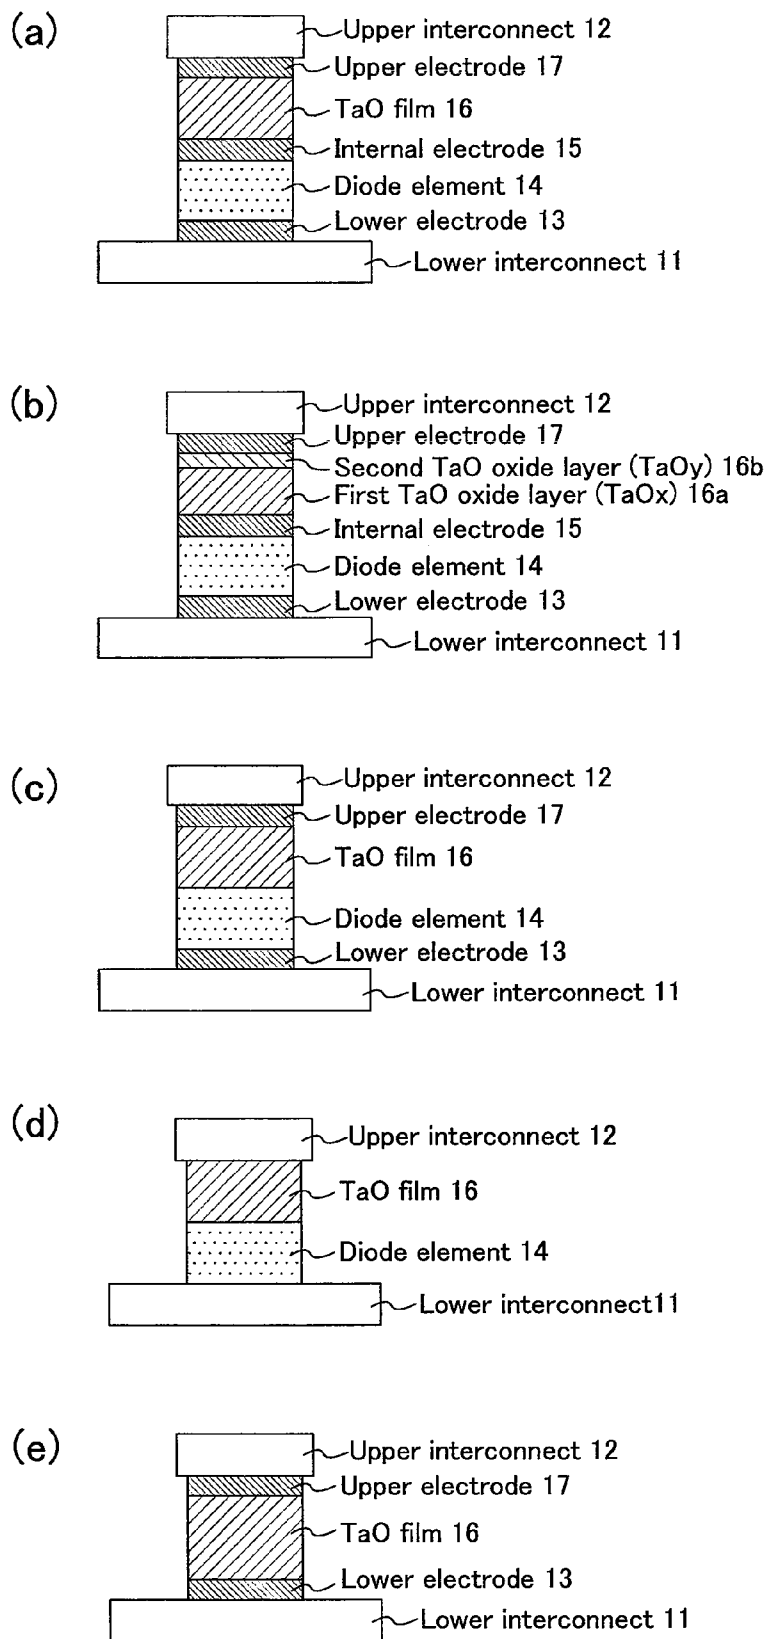 (a)
Upper interconnect 12
Upper electrode 17
TaO film 16
Internal electrode 15
Diode element 14
Lower electrode 13
Lower interconnect 11
(b)
Upper interconnect 12
Upper electrode 17
Second TaO oxide layer (TaOy) 16b
First TaO oxide layer (TaOx) 16a
Internal electrode 15
Diode element 14
Lower electrode 13
Lower interconnect 11
(c)
Upper interconnect 12
Upper electrode 17
TaO film 16
Diode element 14
Lower electrode 13
Lower interconnect 11
(d)
Upper interconnect 12
TaO film 16
Diode element 14
Lower interconnect11
(e)
Upper interconnect 12
Upper electrode 17
TaO film 16
Lower electrode 13
Lower interconnect 11